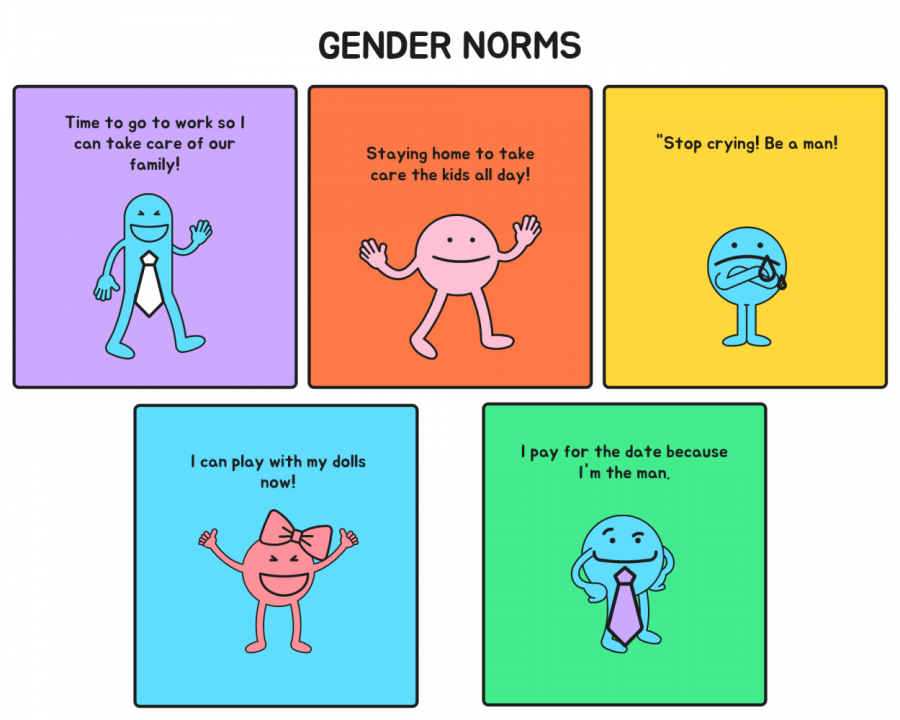 GENDER NORMS
Time to go to work so I
can take care of our
family!
Staying home to take
care the kids all day!
"Stop crying! Be a man!
I can play with my dolls
now!
I pay for the date because
I'm the man.